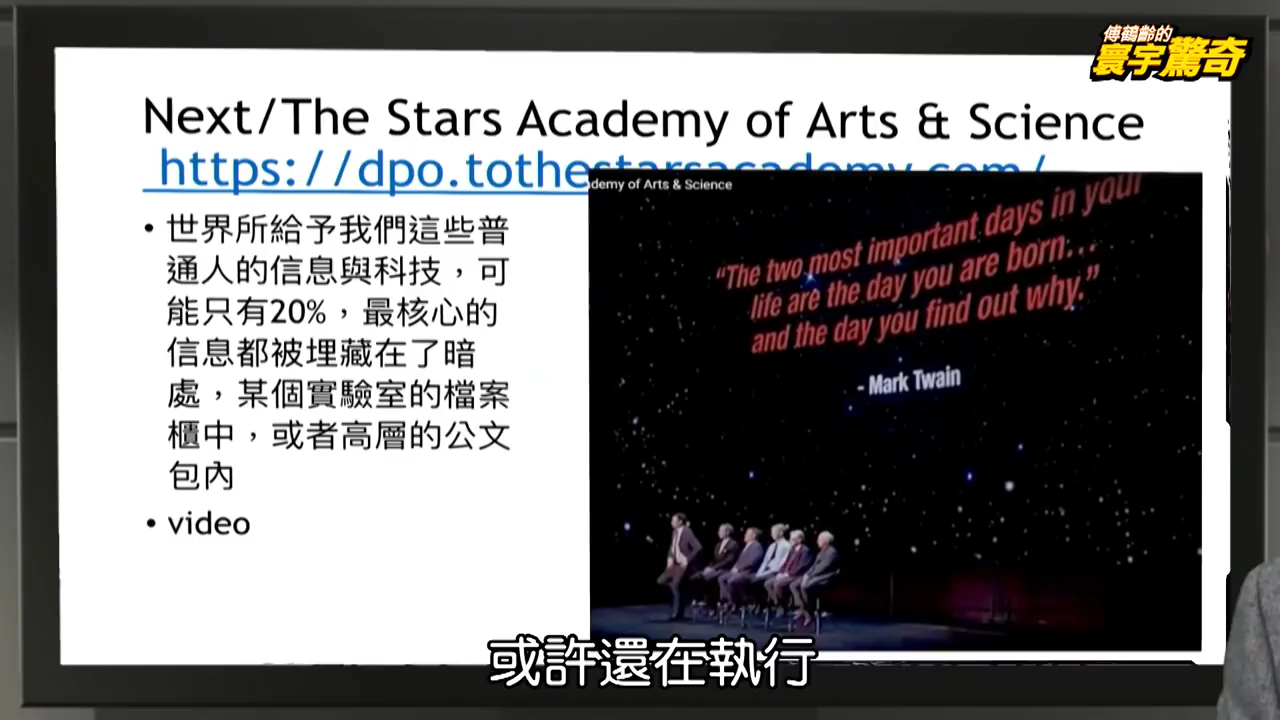 傅鶴齡的
寰宇驚奇
Next/The Stars Academy of Arts & Science
https://dpo.tothestarsacademy.com/
• 世界所給予我們這些普
通人的信息與科技，可
能只有20%，最核心的
信息都被埋藏在了暗
處，某個實驗室的檔案
櫃中，或者高層的公文
包內
• video
demy of Arts & Science
“The two most important days in your
life are the day you are born...
and the day you find out why.”
- Mark Twain
或許還在執行